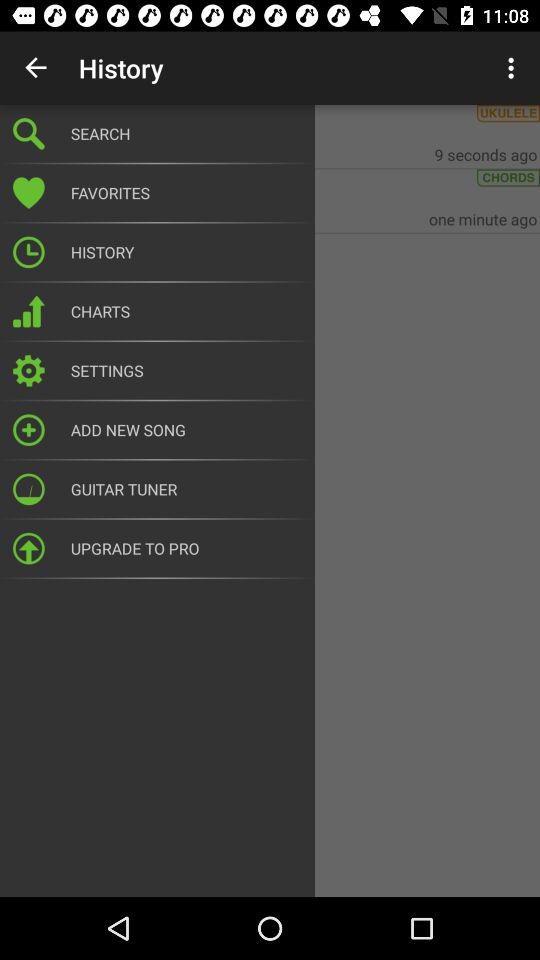 11:08
History
UKULELE
SEARCH
9 seconds ago
CHORDS
FAVORITES
one minute ago
HISTORY
CHARTS
SETTINGS
ADD NEW SONG
GUITAR TUNER
UPGRADE TO PRO